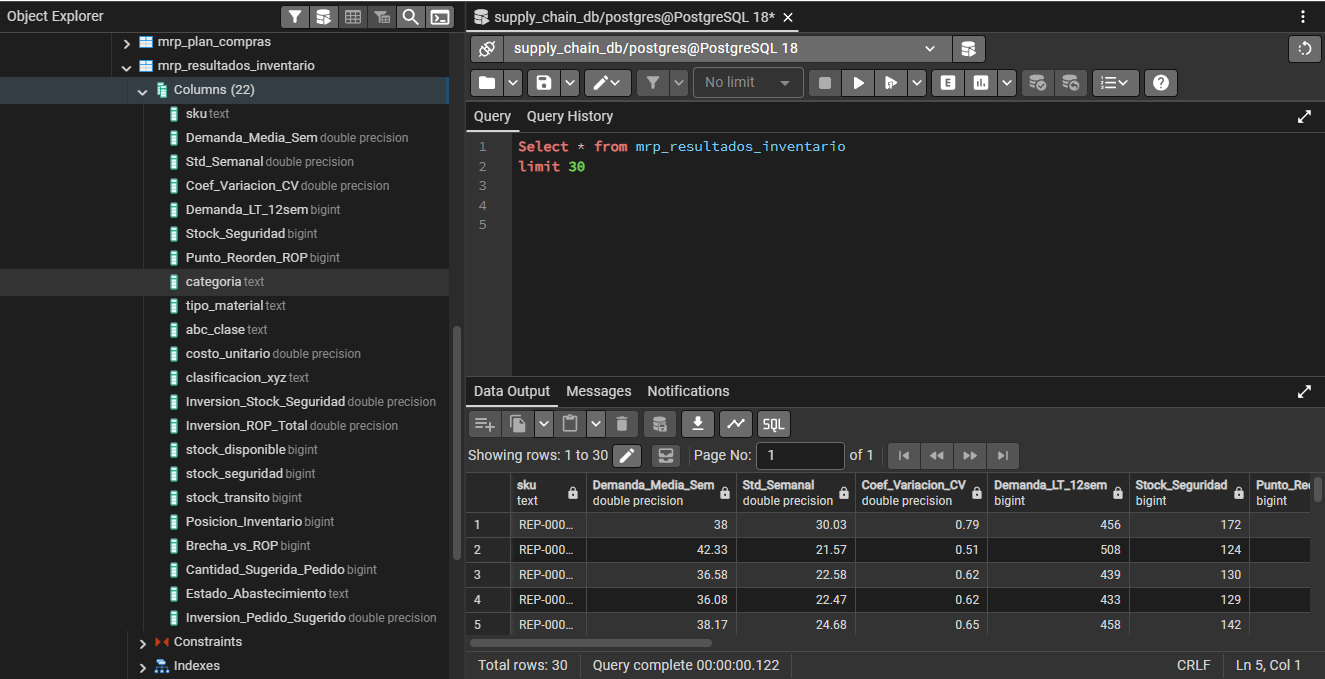 Object Explorer
mrp_plan_compras
mrp_resultados_inventario
Columns (22)
sku text
Demanda_Media_Sem double precision
Std_Semanal double precision
Coef_Variacion_CV double precision
Demanda_LT_12sem bigint
Stock_Seguridad bigint
Punto_Reorden_ROP bigint
categoria text
tipo_material text
abc_clase text
costo_unitario double precision
clasificacion_xyz text
Inversion_Stock_Seguridad double precision
Inversion_ROP_Total double precision
stock_disponible bigint
stock_seguridad bigint
stock_transito bigint
Posicion_Inventario bigint
Brecha_vs_ROP bigint
Cantidad_Sugerida_Pedido bigint
Estado_Abastecimiento text
Inversion_Pedido_Sugerido double precision
Constraints
Indexes
supply_chain_db/postgres@PostgreSQL 18*
supply_chain_db/postgres@PostgreSQL 18
No limit
E
Query Query History
1 Select * from mrp_resultados_inventario
2 limit 30
3
4
5
Data Output Messages Notifications
SQL
Showing rows: 1 to 30 Page No: 1 of 1
sku Demanda_Media_Sem Std_Semanal Coef_Variacion_CV Demanda_LT_12sem Stock_Seguridad Punto_Re
text double precision double precision double precision bigint bigint bigint
1 REP-000... 38 30.03 0.79 456 172
2 REP-000... 42.33 21.57 0.51 508 124
3 REP-000... 36.58 22.58 0.62 439 130
4 REP-000... 36.08 22.47 0.62 433 129
5 REP-000... 38.17 24.68 0.65 458 142
Total rows: 30 Query complete 00:00:00.122 CRLF Ln 5, Col 1